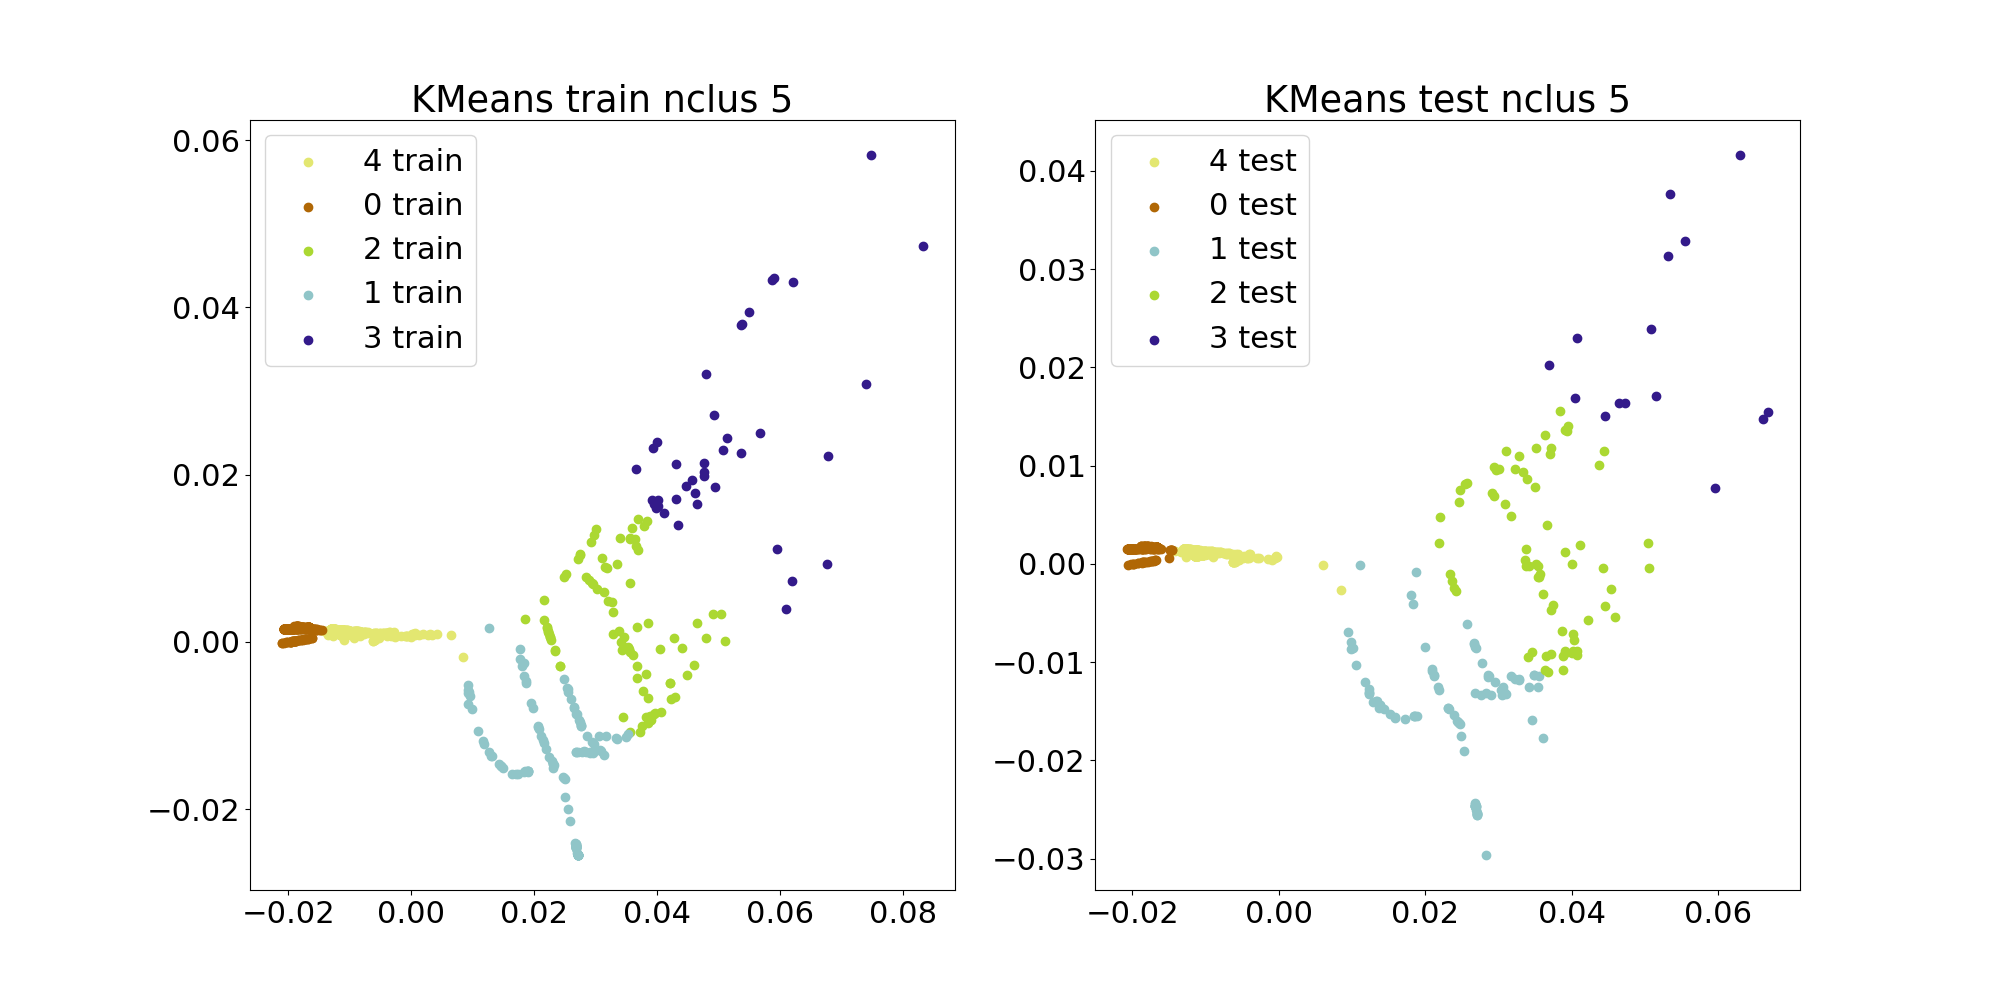 KMeans train nclus 5
0.06
0.04
0.02
0.00
−0.02
−0.02 0.00 0.02 0.04 0.06 0.08
4 train
0 train
2 train
1 train
3 train
KMeans test nclus 5
0.04
0.03
0.02
0.01
0.00
−0.01
−0.02
−0.03
−0.02 0.00 0.02 0.04 0.06
4 test
0 test
1 test
2 test
3 test